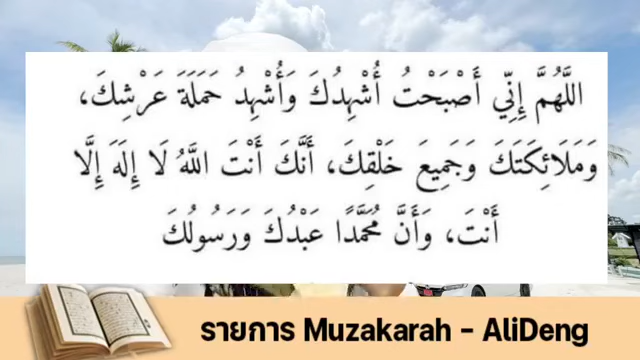 اللَّهُمَّ إِنِّي أَصْبَحْتُ أُشْهِدُكَ وَأُشْهِدُ حَمَلَةَ عَرْشِكَ،
وَمَلَائِكَتَكَ وَجَمِيعَ خَلْقِكَ، أَنَّكَ أَنْتَ اللَّهُ لَا إِلَهَ إِلَّا
أَنْتَ، وَأَنَّ مُحَمَّدًا عَبْدُكَ وَرَسُولُكَ
รายการ Muzakarah - AliDeng